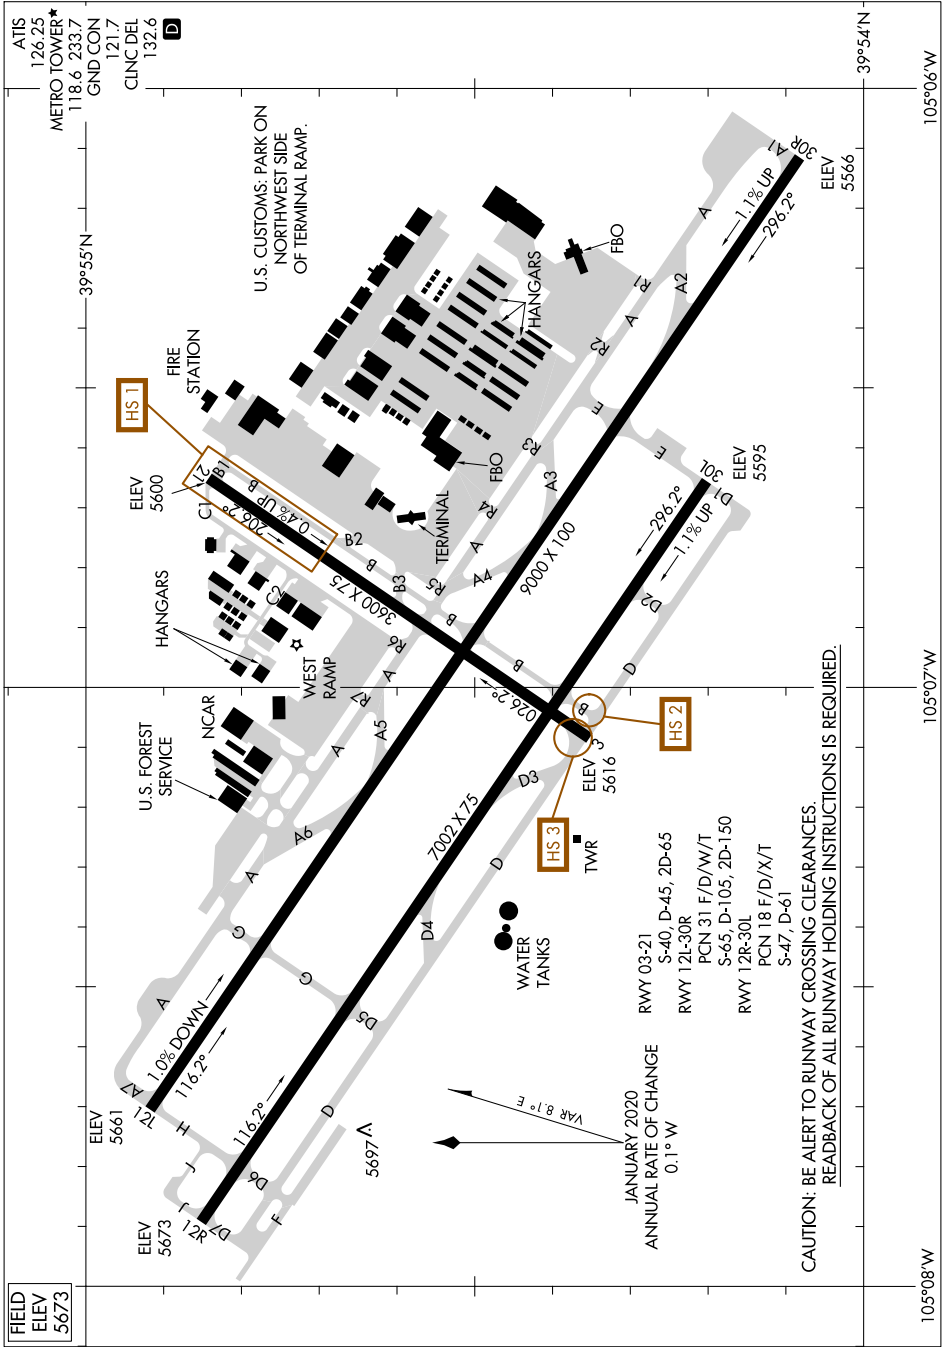 ATIS
126.25
METRO TOWER★
118.6 233.7
GND CON
121.7
CLNC DEL
132.6
D
FIELD
ELEV
5673
39°55'N
39°54'N
105°06'W
105°07'W
105°08'W
U.S. CUSTOMS: PARK ON
NORTHWEST SIDE
OF TERMINAL RAMP.
HS 1
FIRE
STATION
ELEV
5600
21
B1
B
C1
206.2°
0.4% UP
B2
B
3600 X 75
B3
C2
HANGARS
WEST
RAMP
NCAR
U.S. FOREST
SERVICE
TERMINAL
FBO
HANGARS
FBO
R1
A
R2
A2
A
A1
30R
ELEV
5566
1.1% UP
296.2°
E
E
R3
A3
R4
A
A4
R5
B
R6
A
R7
A5
A
A6
A
G
G
A
9000 X 100
ELEV
5595
30L
D1
296.2°
1.1% UP
D2
D
B
026.2°
B
3
ELEV
5616
HS 2
HS 3
D3
D
7002 X 75
TWR
WATER
TANKS
D4
D5
D
D6
F
D7
12R
ELEV
5673
J
J
H
12L
A7
ELEV
5661
1.0% DOWN
116.2°
116.2°
5697
VAR 8.1° E
JANUARY 2020
ANNUAL RATE OF CHANGE
0.1° W
RWY 03-21
S-40, D-45, 2D-65
RWY 12L-30R
PCN 31 F/D/W/T
S-65, D-105, 2D-150
RWY 12R-30L
PCN 18 F/D/X/T
S-47, D-61
CAUTION: BE ALERT TO RUNWAY CROSSING CLEARANCES.
READBACK OF ALL RUNWAY HOLDING INSTRUCTIONS IS REQUIRED.